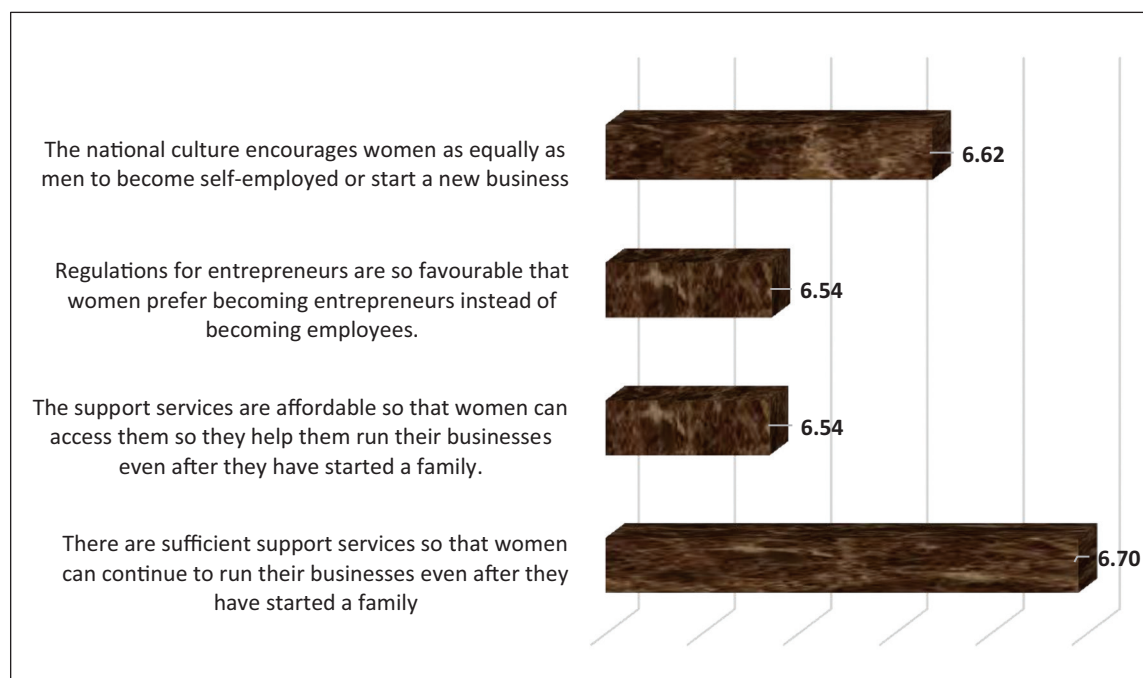 The national culture encourages women as equally as
men to become self-employed or start a new business
6.62
Regulations for entrepreneurs are so favourable that
women prefer becoming entrepreneurs instead of
becoming employees.
6.54
The support services are affordable so that women can
access them so they help them run their businesses
even after they have started a family.
6.54
There are sufficient support services so that women
can continue to run their businesses even after they
have started a family
6.70